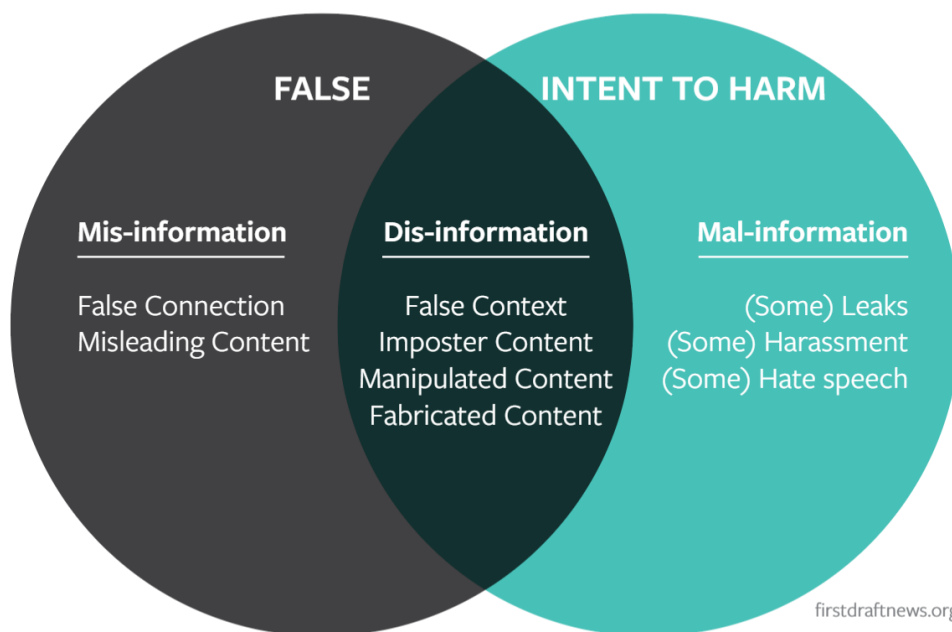 FALSE
INTENT TO HARM
Mis-information
False Connection
Misleading Content
Dis-information
False Context
Imposter Content
Manipulated Content
Fabricated Content
Mal-information
(Some) Leaks
(Some) Harassment
(Some) Hate speech
firstdraftnews.org